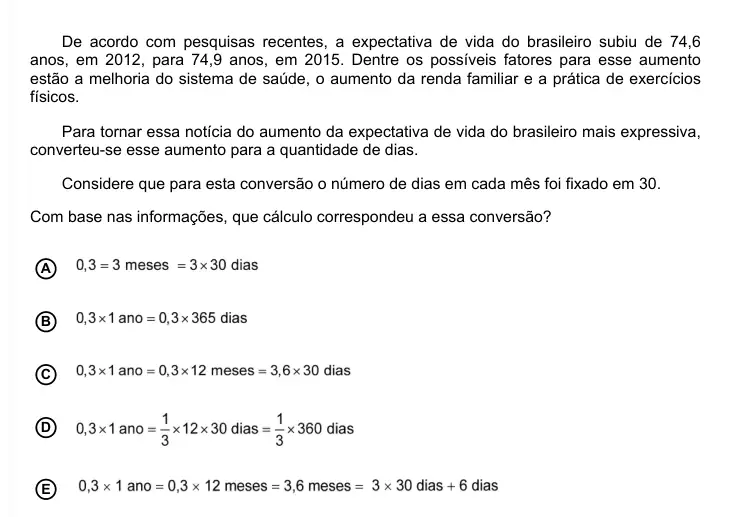 De acordo com pesquisas recentes, a expectativa de vida do brasileiro subiu de 74,6
anos, em 2012, para 74,9 anos, em 2015. Dentre os possíveis fatores para esse aumento
estão a melhoria do sistema de saúde, o aumento da renda familiar e a prática de exercícios
físicos.
Para tornar essa notícia do aumento da expectativa de vida do brasileiro mais expressiva,
converteu-se esse aumento para a quantidade de dias.
Considere que para esta conversão o número de dias em cada mês foi fixado em 30.
Com base nas informações, que cálculo correspondeu a essa conversão?
A 0,3 = 3 meses = 3 × 30 dias
B 0,3 × 1 ano = 0,3 × 365 dias
C 0,3 × 1 ano = 0,3 × 12 meses = 3,6 × 30 dias
D 0,3 × 1 ano = 1/3 × 12 × 30 dias = 1/3 × 360 dias
E 0,3 × 1 ano = 0,3 × 12 meses = 3,6 meses = 3 × 30 dias + 6 dias